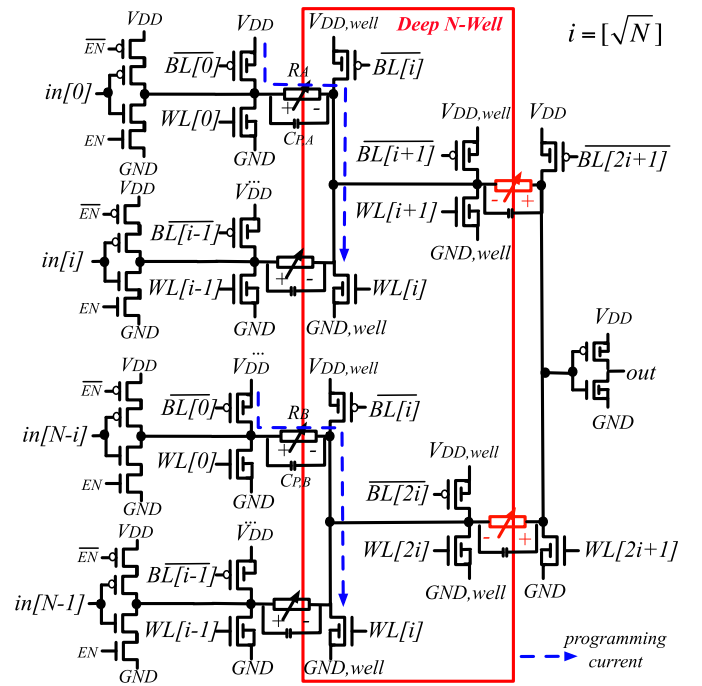 VDD VDD VDD,well Deep N-Well i = [√N]
EN BL[0] RA BL[i]
in[0] + -
WL[0] CP,A VDD,well VDD
EN GND GND BL[i+1] BL[2i+1]
VDD ... VDD - +
EN BL[i-1] WL[i+1]
in[i] + - GND,well
EN WL[i-1] WL[i]
GND GND GND,well VDD
VDD ... VDD VDD,well out
EN BL[0] RB BL[i] GND
in[N-i] + -
WL[0] CP,B VDD,well
EN GND GND BL[2i]
VDD ... VDD - +
EN BL[i-1] WL[2i] WL[2i+1]
in[N-1] + - GND,well GND
EN WL[i-1] WL[i]
GND GND GND,well programming
current